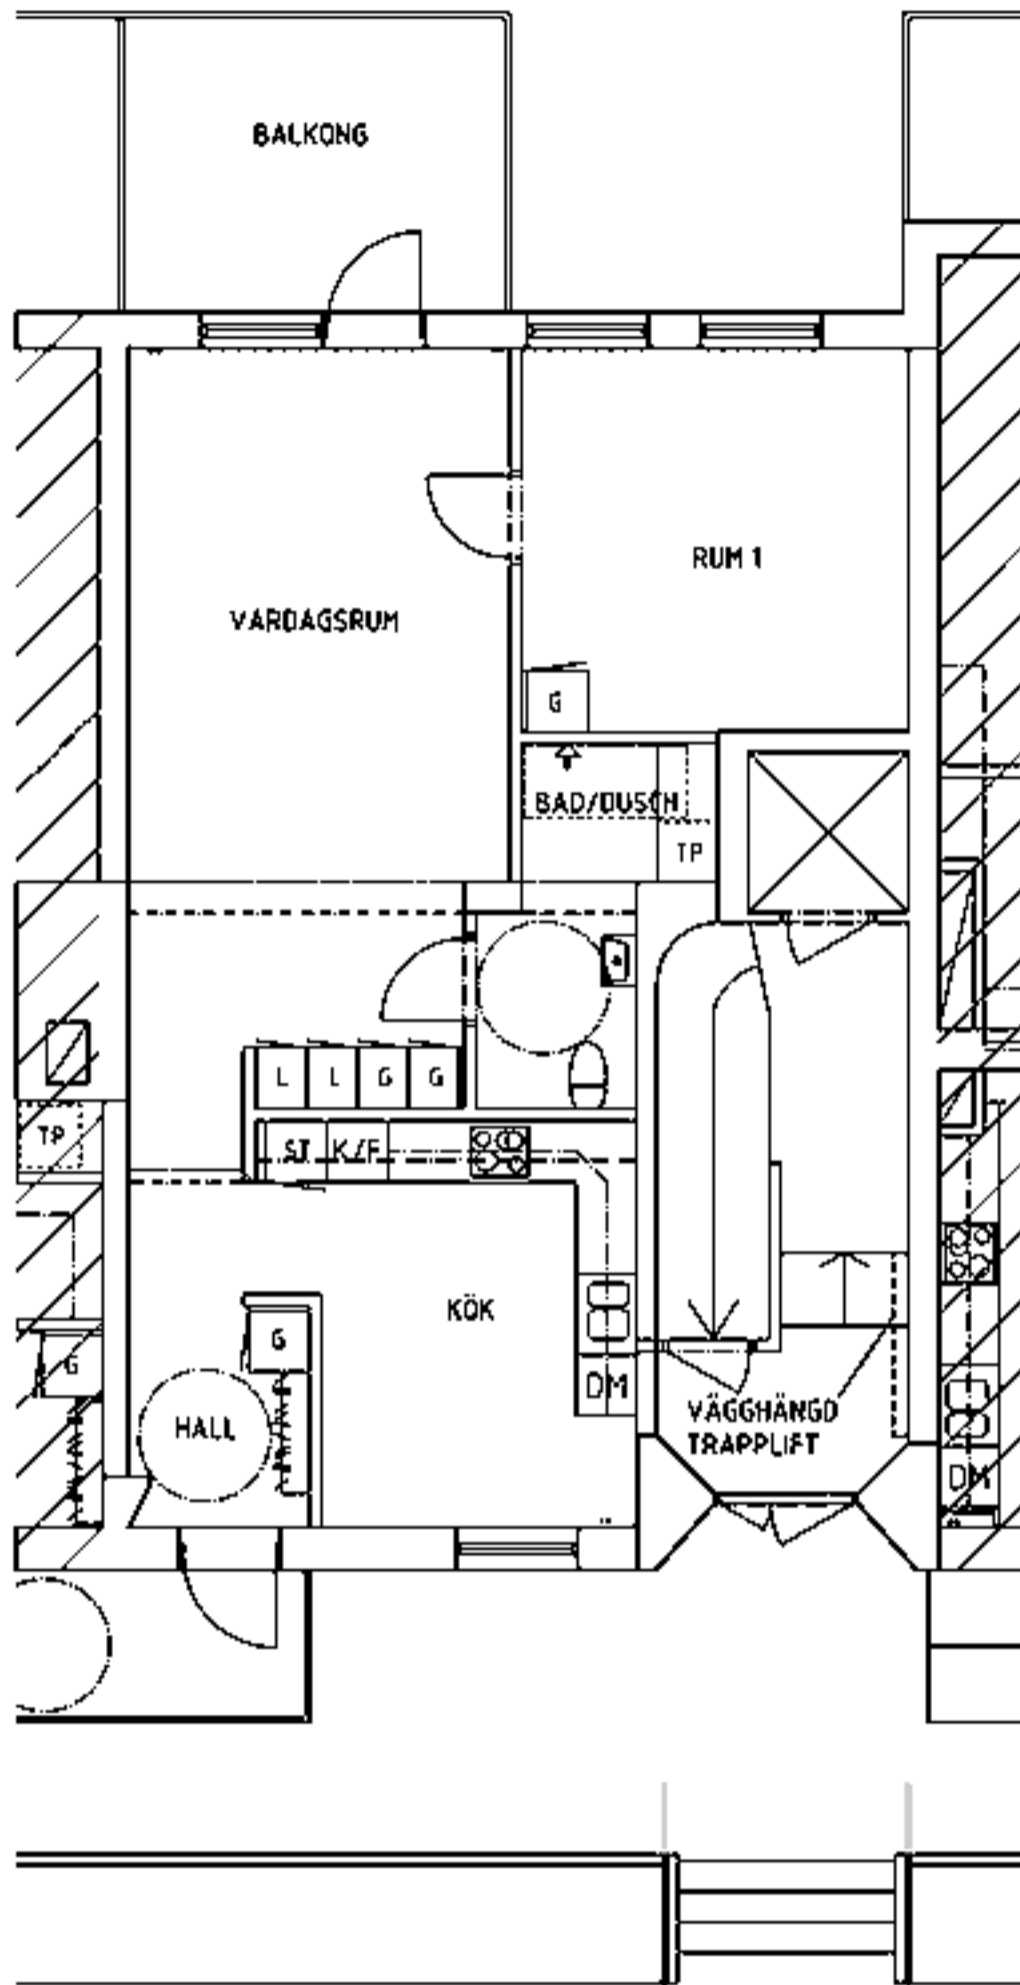 BALKONG
RUM 1
VARDAGSRUM
G
BAD/DUSCH
TP
L L G G
TP
ST K/F
KÖK
G
G
DM
VÄGGHÄNGD
TRAPPLIFT
HALL
DM